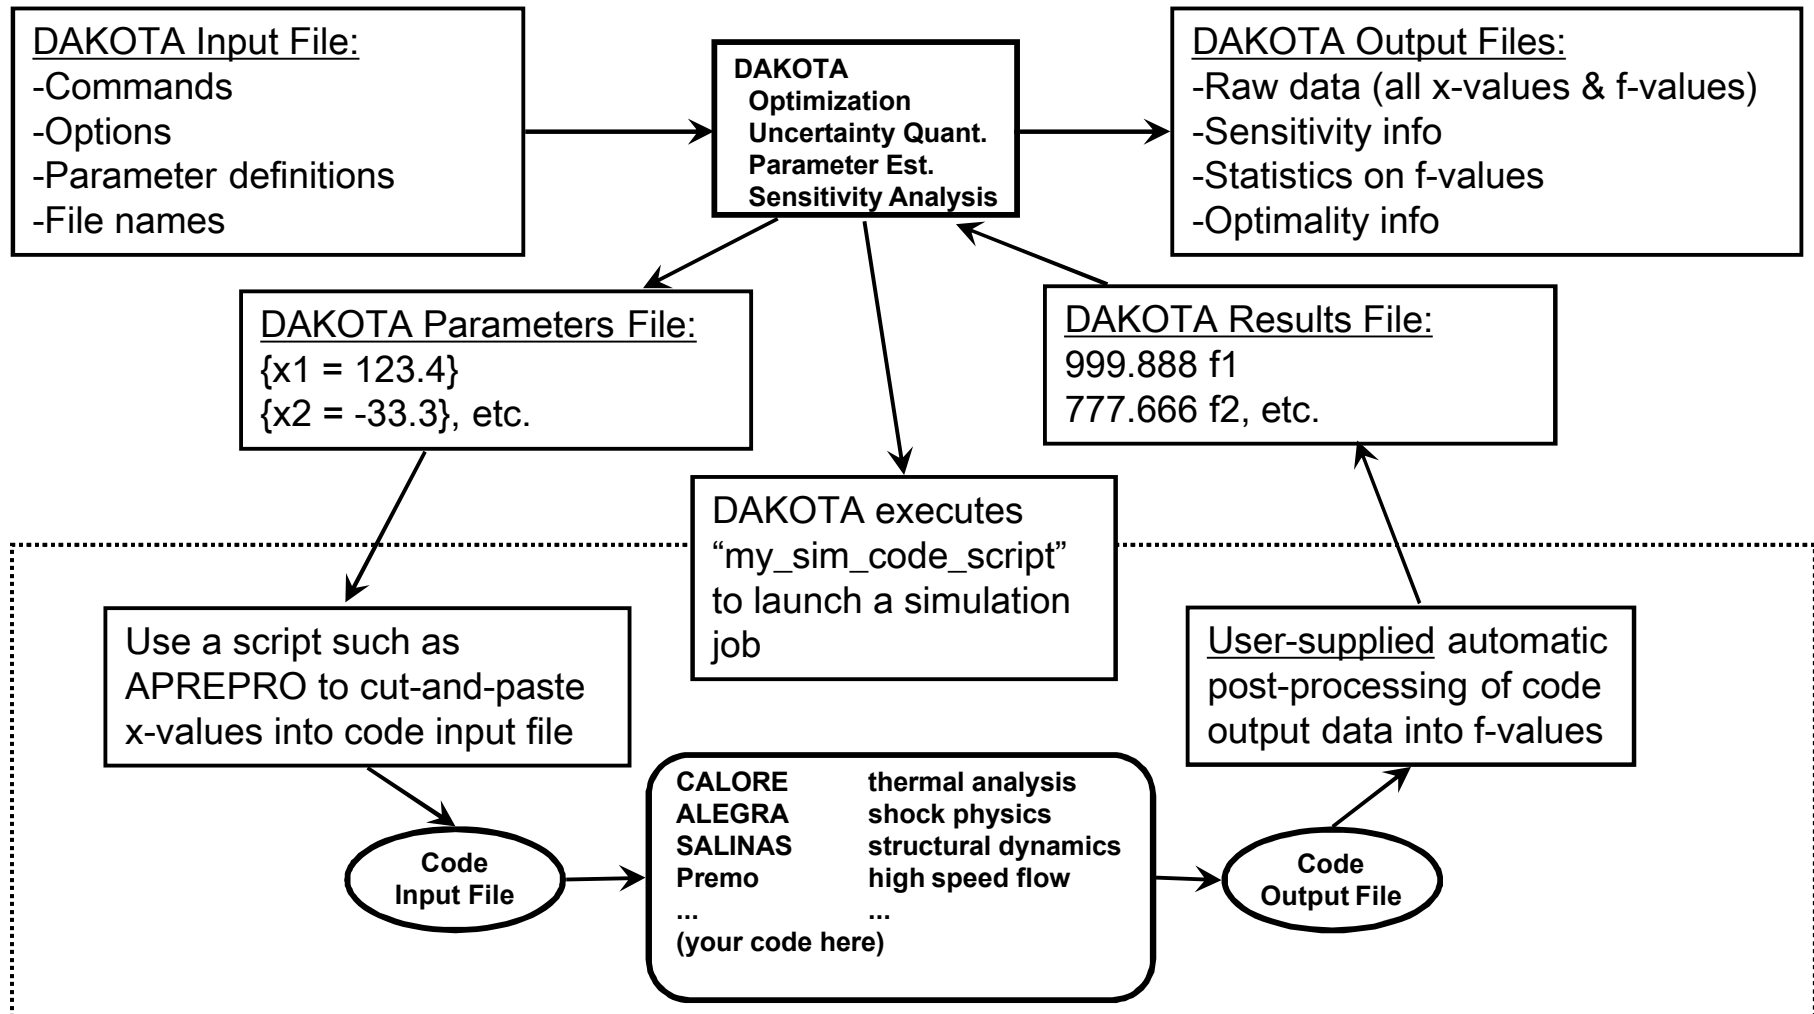 DAKOTA Input File:
-Commands
-Options
-Parameter definitions
-File names
DAKOTA
Optimization
Uncertainty Quant.
Parameter Est.
Sensitivity Analysis
DAKOTA Output Files:
-Raw data (all x-values & f-values)
-Sensitivity info
-Statistics on f-values
-Optimality info
DAKOTA Parameters File:
{x1 = 123.4}
{x2 = -33.3}, etc.
DAKOTA Results File:
999.888 f1
777.666 f2, etc.
DAKOTA executes
“my_sim_code_script”
to launch a simulation
job
Use a script such as
APREPRO to cut-and-paste
x-values into code input file
User-supplied automatic
post-processing of code
output data into f-values
Code
Input File
CALORE thermal analysis
ALEGRA shock physics
SALINAS structural dynamics
Premo high speed flow
... ...
(your code here)
Code
Output File